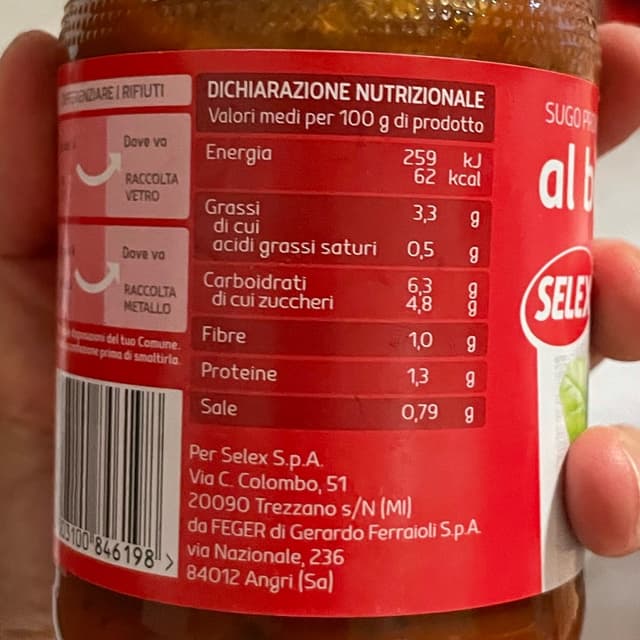 DIFFERENZIARE I RIFIUTI
Dove va
RACCOLTA
VETRO
Dove va
RACCOLTA
METALLO
disposizioni del tuo Comune.
prima di smaltirla.
100 846198 >
DICHIARAZIONE NUTRIZIONALE
Valori medi per 100 g di prodotto
Energia 259 kJ
62 kcal
Grassi 3,3 g
di cui
acidi grassi saturi 0,5 g
Carboidrati 6,3 g
di cui zuccheri 4,8 g
Fibre 1,0 g
Proteine 1,3 g
Sale 0,79 g
Per Selex S.p.A.
Via C. Colombo, 51
20090 Trezzano s/N (MI)
da FEGER di Gerardo Ferraioli S.p.A.
via Nazionale, 236
84012 Angri (Sa)
SUGO
al b
SELEX